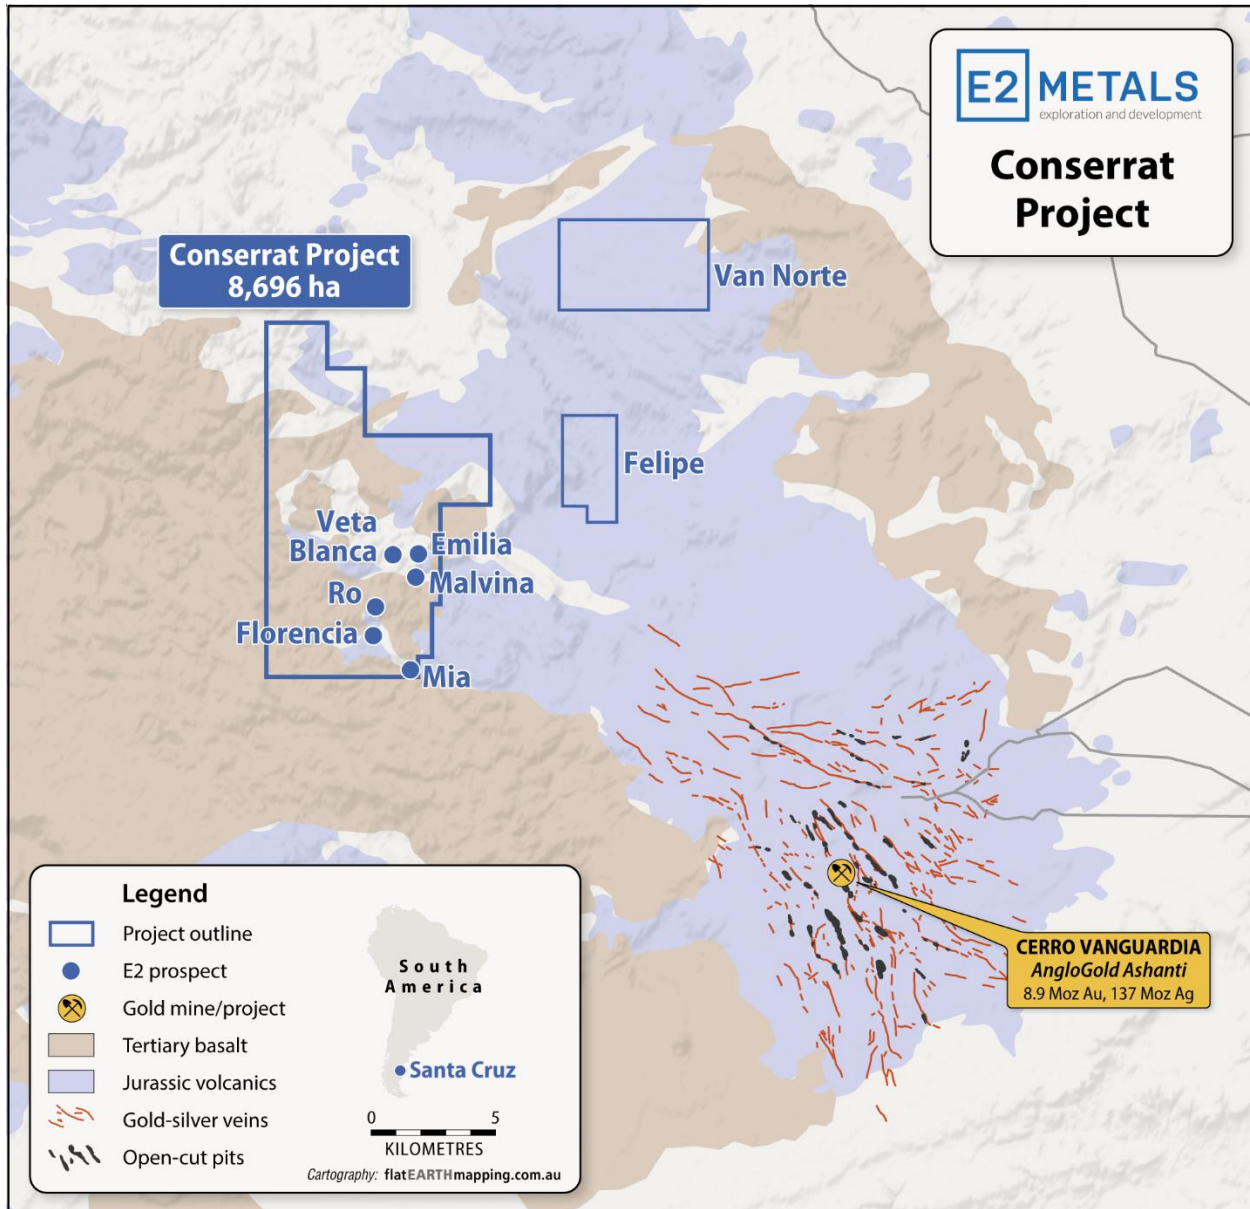 E2 METALS
exploration and development
Conserrat
Project
Conserrat Project
8,696 ha
Van Norte
Felipe
Veta
Blanca
Emilia
Malvina
Ro
Florencia
Mia
CERRO VANGUARDIA
AngloGold Ashanti
8.9 Moz Au, 137 Moz Ag
Legend
Project outline
E2 prospect
Gold mine/project
Tertiary basalt
Jurassic volcanics
Gold-silver veins
Open-cut pits
South
America
Santa Cruz
0 5
KILOMETRES
Cartography: flatEARTHmapping.com.au